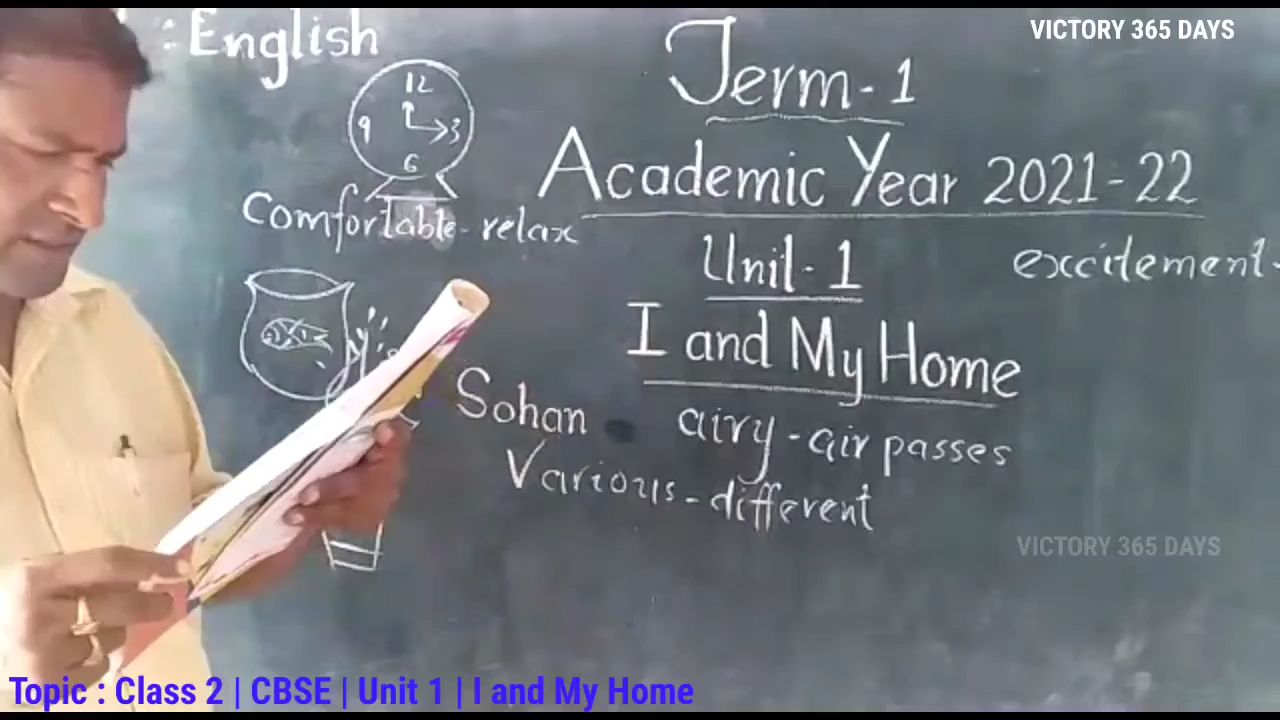 VICTORY 365 DAYS
: English
Term - 1
12
9
3
6
Academic Year 2021-22
Comfortable - relax
Unit - 1
excitement -
I and My Home
Sohan
airy - air passes
Various - different
VICTORY 365 DAYS
Topic : Class 2 | CBSE | Unit 1 | I and My Home